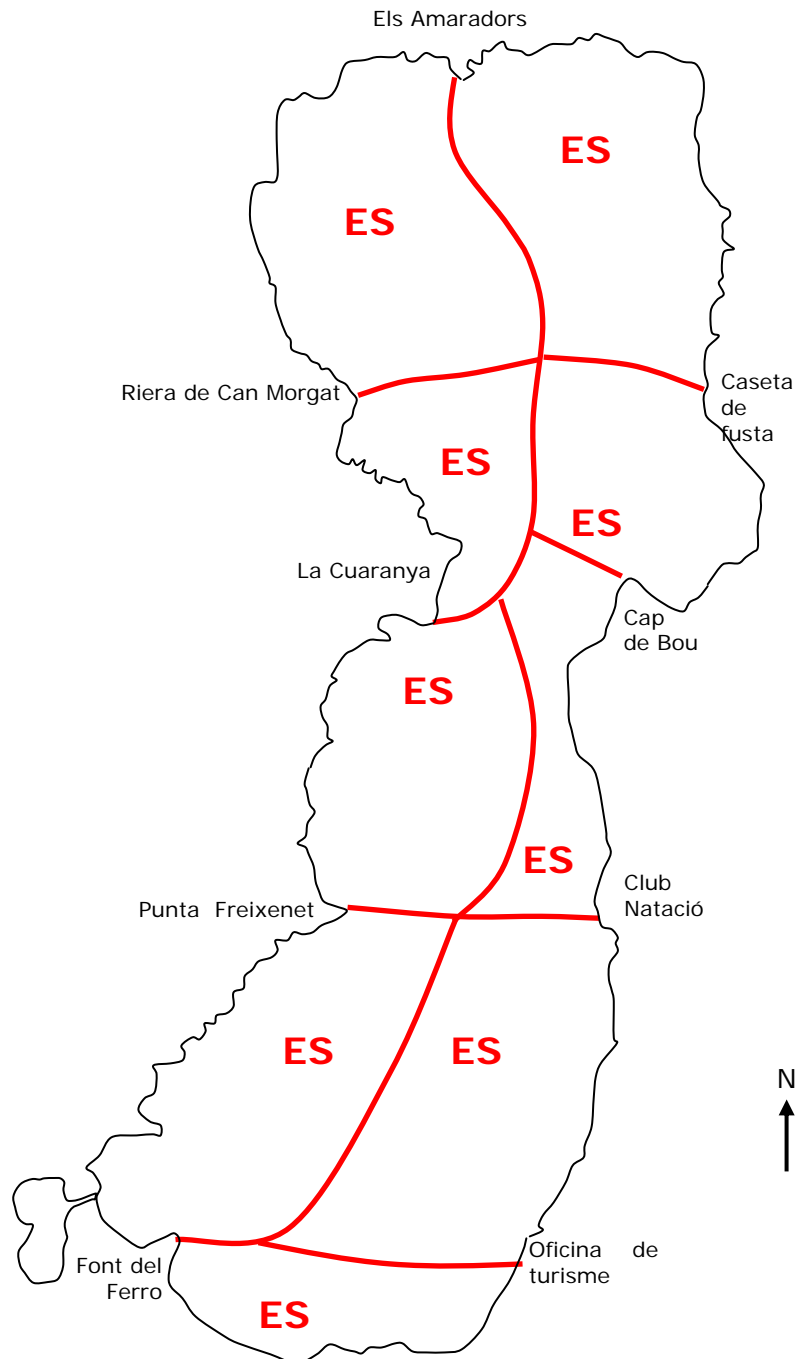 Els Amaradors
ES
ES
Riera de Can Morgat
Caseta
de
fusta
ES
ES
La Cuaranya
Cap
de Bou
ES
ES
Club
Natació
Punta Freixenet
ES
ES
N
Oficina de
turisme
Font del
Ferro
ES